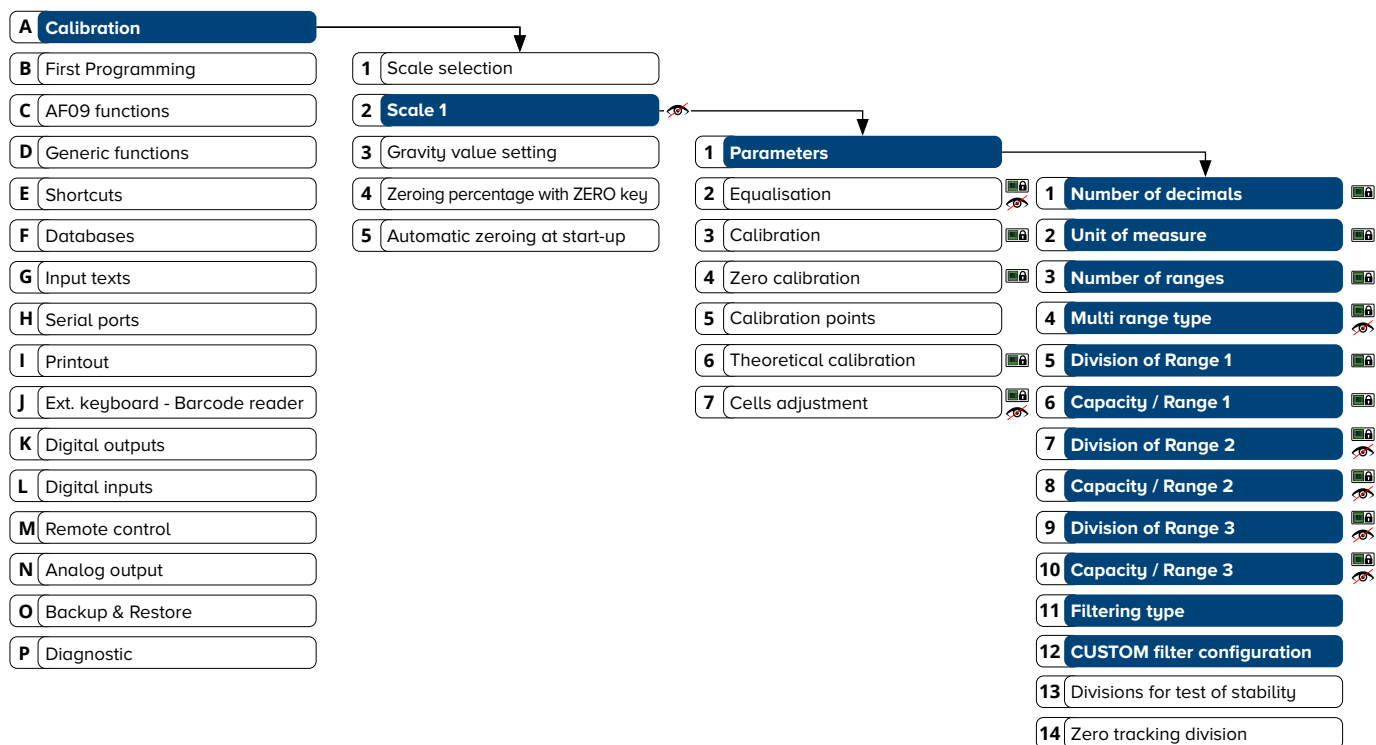 A Calibration
B First Programming
C AF09 functions
D Generic functions
E Shortcuts
F Databases
G Input texts
H Serial ports
I Printout
J Ext. keyboard - Barcode reader
K Digital outputs
L Digital inputs
M Remote control
N Analog output
O Backup & Restore
P Diagnostic
1 Scale selection
2 Scale 1
3 Gravity value setting
4 Zeroing percentage with ZERO key
5 Automatic zeroing at start-up
1 Parameters
2 Equalisation
3 Calibration
4 Zero calibration
5 Calibration points
6 Theoretical calibration
7 Cells adjustment
1 Number of decimals
2 Unit of measure
3 Number of ranges
4 Multi range type
5 Division of Range 1
6 Capacity / Range 1
7 Division of Range 2
8 Capacity / Range 2
9 Division of Range 3
10 Capacity / Range 3
11 Filtering type
12 CUSTOM filter configuration
13 Divisions for test of stability
14 Zero tracking division